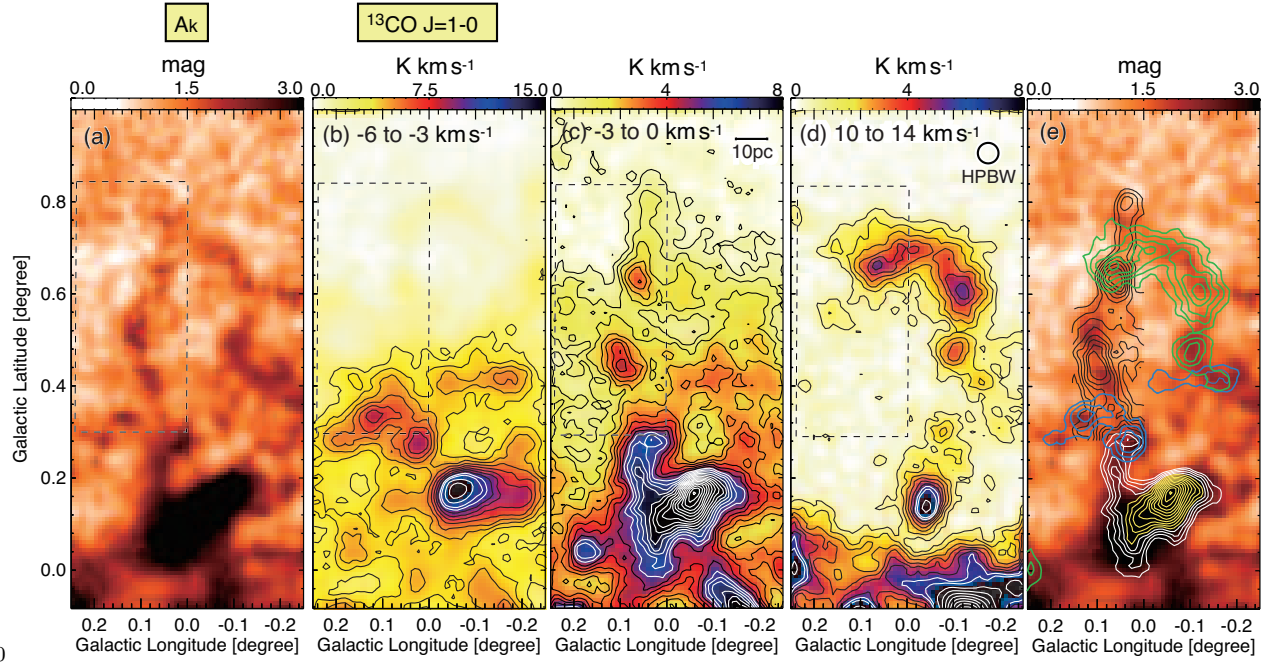 Ak
¹³CO J=1-0
mag
K km s⁻¹
K km s⁻¹
K km s⁻¹
mag
0.0 1.5 3.0
0.0 7.5 15.0
0 4 8
0 4 8
0.0 1.5 3.0
(a)
(b) -6 to -3 km s⁻¹
(c) -3 to 0 km s⁻¹
10pc
(d) 10 to 14 km s⁻¹
HPBW
(e)
Galactic Latitude [degree]
0.8
0.6
0.4
0.2
0.0
0.2 0.1 0.0 -0.1 -0.2
0.2 0.1 0.0 -0.1 -0.2
0.2 0.1 0.0 -0.1 -0.2
0.2 0.1 0.0 -0.1 -0.2
0.2 0.1 0.0 -0.1 -0.2
Galactic Longitude [degree]
Galactic Longitude [degree]
Galactic Longitude [degree]
Galactic Longitude [degree]
Galactic Longitude [degree]